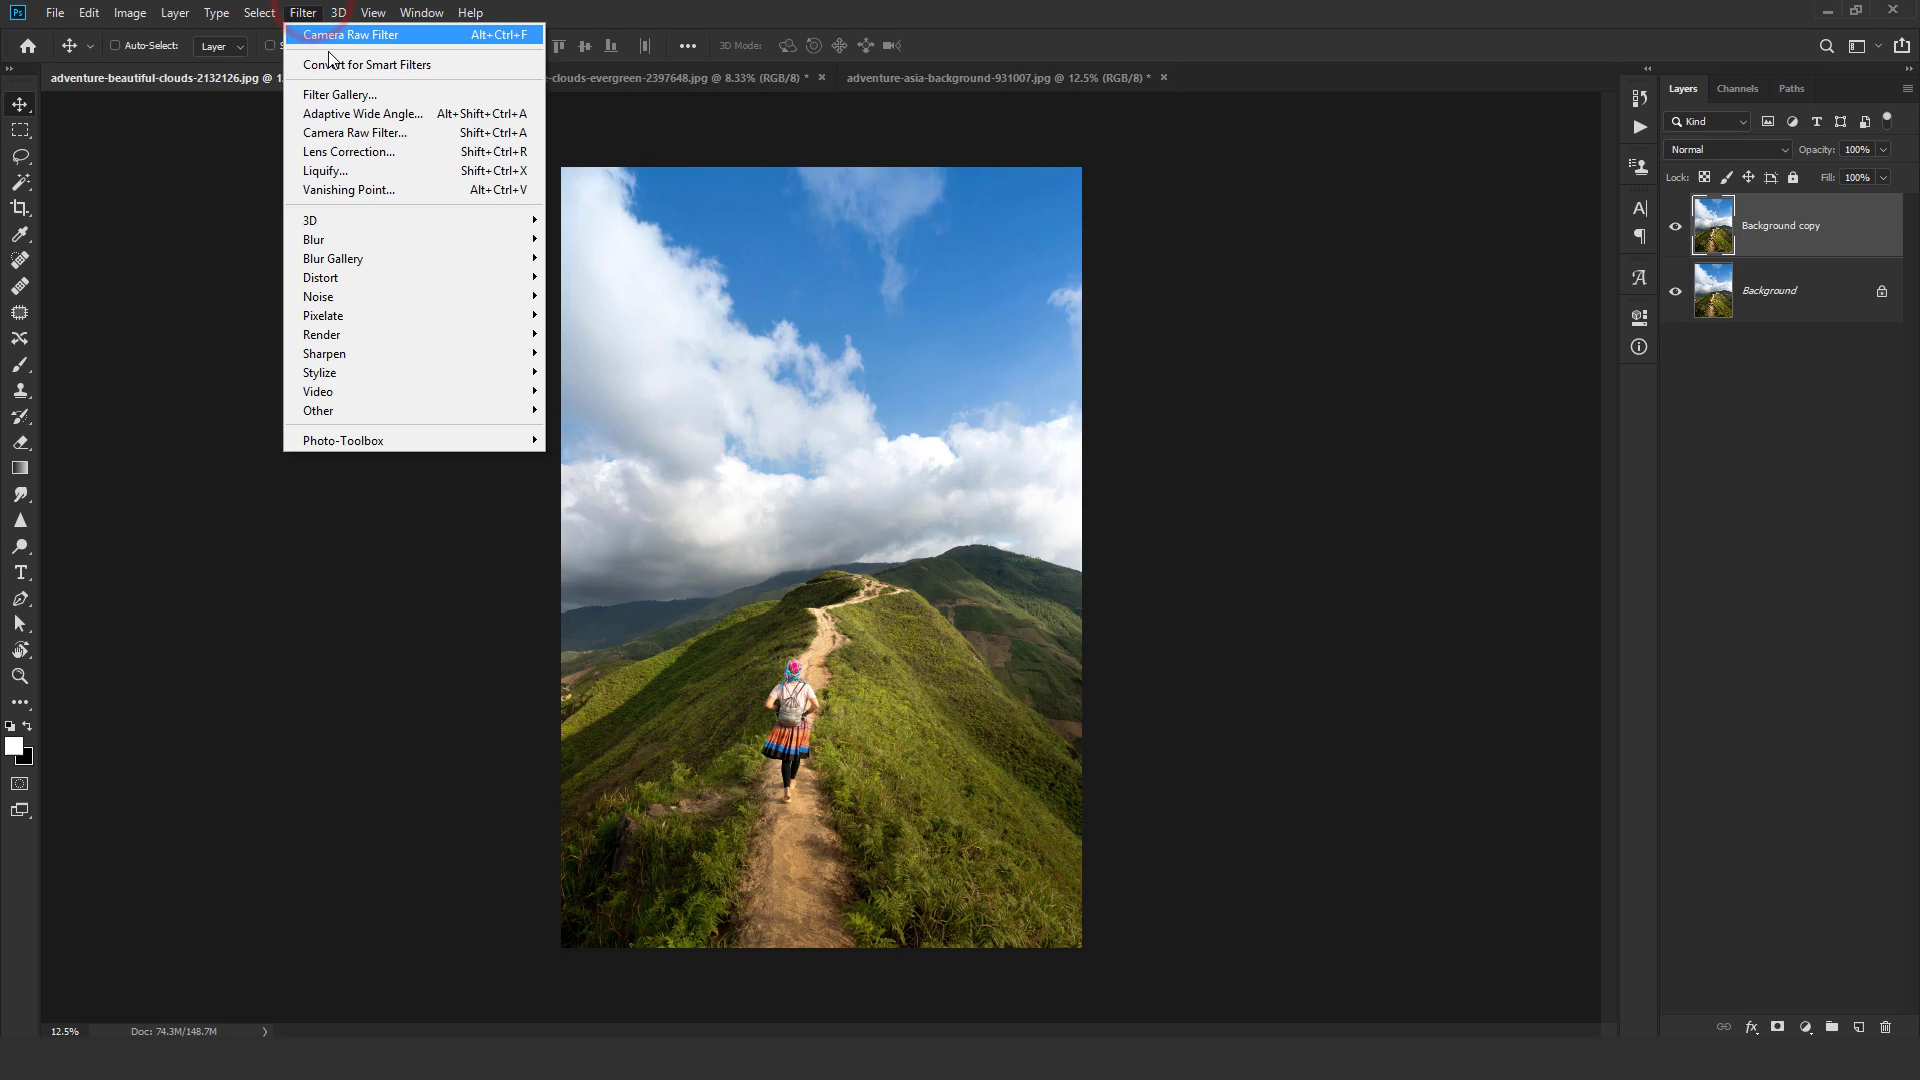 Ps File Edit Image Layer Type Select Filter 3D View Window Help
Auto-Select: Layer 3D Mode:
adventure-beautiful-clouds-2132126.jpg @ 1 -clouds-evergreen-2397648.jpg @ 8.33% (RGB/8) * adventure-asia-background-931007.jpg @ 12.5% (RGB/8) *
Camera Raw Filter Alt+Ctrl+F
Convert for Smart Filters
Filter Gallery...
Adaptive Wide Angle... Alt+Shift+Ctrl+A
Camera Raw Filter... Shift+Ctrl+A
Lens Correction... Shift+Ctrl+R
Liquify... Shift+Ctrl+X
Vanishing Point... Alt+Ctrl+V
3D
Blur
Blur Gallery
Distort
Noise
Pixelate
Render
Sharpen
Stylize
Video
Other
Photo-Toolbox
Layers Channels Paths
Kind
Normal Opacity: 100%
Lock: Fill: 100%
Background copy
Background
12.5% Doc: 74.3M/148.7M